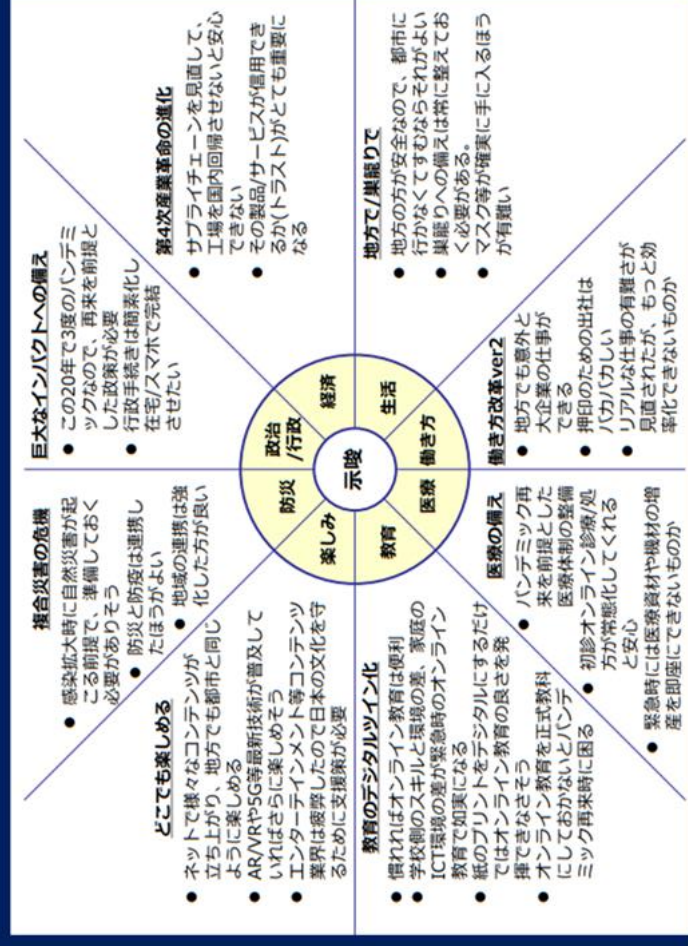 接合災害の危機
● 感染拡大時に自然災害が起
こる前提で、準備しておく
必要がありそう
● 防災と防疫は連携し
たほうがよい
● 地域の連携は強
化した方が良い
巨大なインパクトへの備え
● この20年で3度のパンデミ
ックなので、再来を前提と
した政策が必要
● 行政手続きは簡素化し
在宅/スマホで完結
させたい
どこでも楽しめる
● ネットで様々なコンテンツが
立ち上がり、地方でも都市と同じ
ように楽しめる
● AR/VRや5G等最新技術が普及して
いればさらに楽しめそう
● エンターテインメント等コンテンツ
業界は疲弊したので日本の文化を守
るために支援策が必要
第4次産業革命の進化
● サプライチェーンを見直して、
工場を国内回帰させないと安心
できない
● その製品/サービスが信用でき
るか(トラスト)がとても重要に
なる
防災
政治
/行政
楽しみ
経済
示唆
教育
生活
医療
働き方
教育のデジタルツイン化
● 慣れればオンライン教育は便利
● 学校側のスキルと環境の差、家庭の
ICT環境の差が緊急時のオンライン
教育で如実になる
● 紙のプリントをデジタルにするだけ
ではオンライン教育の良さを発
揮できなさそう
● オンライン教育を正式教科
にしておかないとパンデ
ミック再来時に困る
地方で/巣籠りで
● 地方の方が安全なので、都市に
行かなくてすむならそれがよい
● 巣籠りへの備えは常に整えてお
く必要がある。
● マスク等が確実に手に入るほう
が有難い
医療の備え
● パンデミック再
来を前提とした
医療体制の整備
● 初診オンライン診療/処
方が常態化してくれる
と安心
● 緊急時には医療資材や機材の増
産を即座にできないものか
働き方改革ver2
● 地方でも意外と
大企業の仕事が
できる
● 押印のための出社は
バカバカしい
● リアルな仕事の有難さが
見直されたが、もっと効
率化できないものか